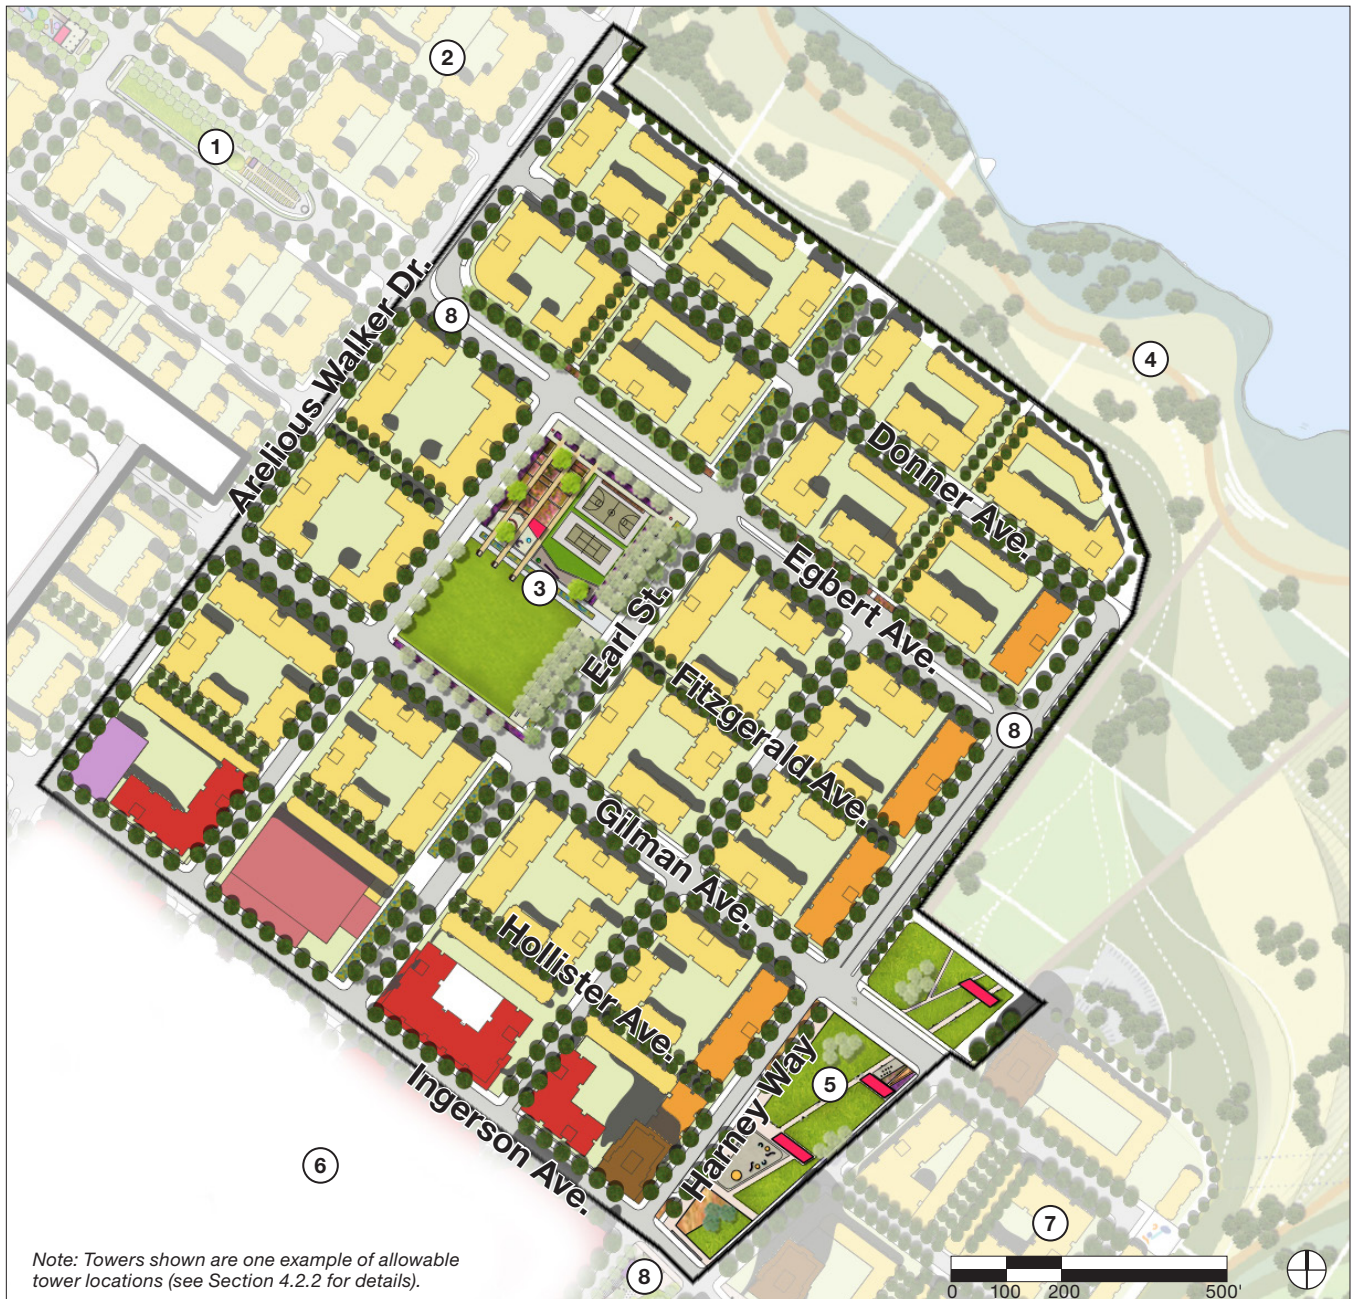 2
1
Arelious Walker Dr.
8
4
Donner Ave.
Egbert Ave.
3
Earl St.
Fitzgerald Ave.
8
Gilman Ave.
Hollister Ave.
Harney Way
5
Ingerson Ave.
6
7
8
Note: Towers shown are one example of allowable
tower locations (see Section 4.2.2 for details).
0 100 200 500'